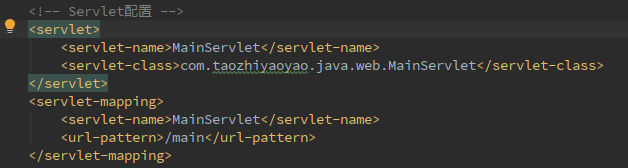 <!-- Servlet配置 -->
<servlet>
<servlet-name>MainServlet</servlet-name>
<servlet-class>com.taozhiyaoyao.java.web.MainServlet</servlet-class>
</servlet>
<servlet-mapping>
<servlet-name>MainServlet</servlet-name>
<url-pattern>/main</url-pattern>
</servlet-mapping>